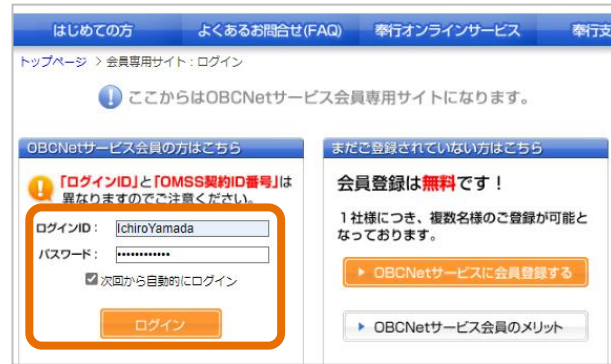 はじめての方 よくあるお問合せ(FAQ) 奉行オンラインサービス 奉行支
トップページ > 会員専用サイト：ログイン
ここからはOBCNetサービス会員専用サイトになります。
OBCNetサービス会員の方はこちら
「ログインID」と「OMSS契約ID番号」は
異なりますのでご注意ください。
ログインID： IchiroYamada
パスワード： ••••••••••••
次回から自動的にログイン
ログイン
まだご登録されていない方はこちら
会員登録は無料です！
1社様につき、複数名様のご登録が可能と
なっております。
OBCNetサービスに会員登録する
OBCNetサービス会員のメリット